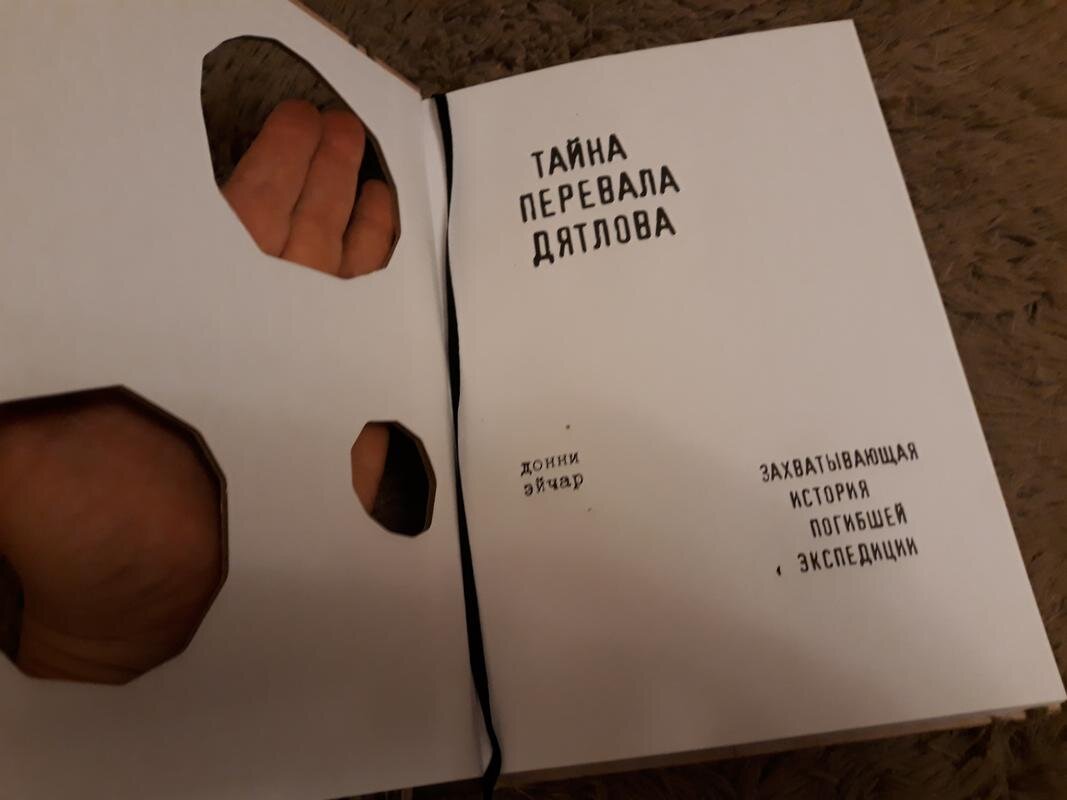 ТАЙНА
ПЕРЕВАЛА
ДЯТЛОВА
донни
эйчар
ЗАХВАТЫВАЮЩАЯ
ИСТОРИЯ
ПОГИБШЕЙ
ЭКСПЕДИЦИИ